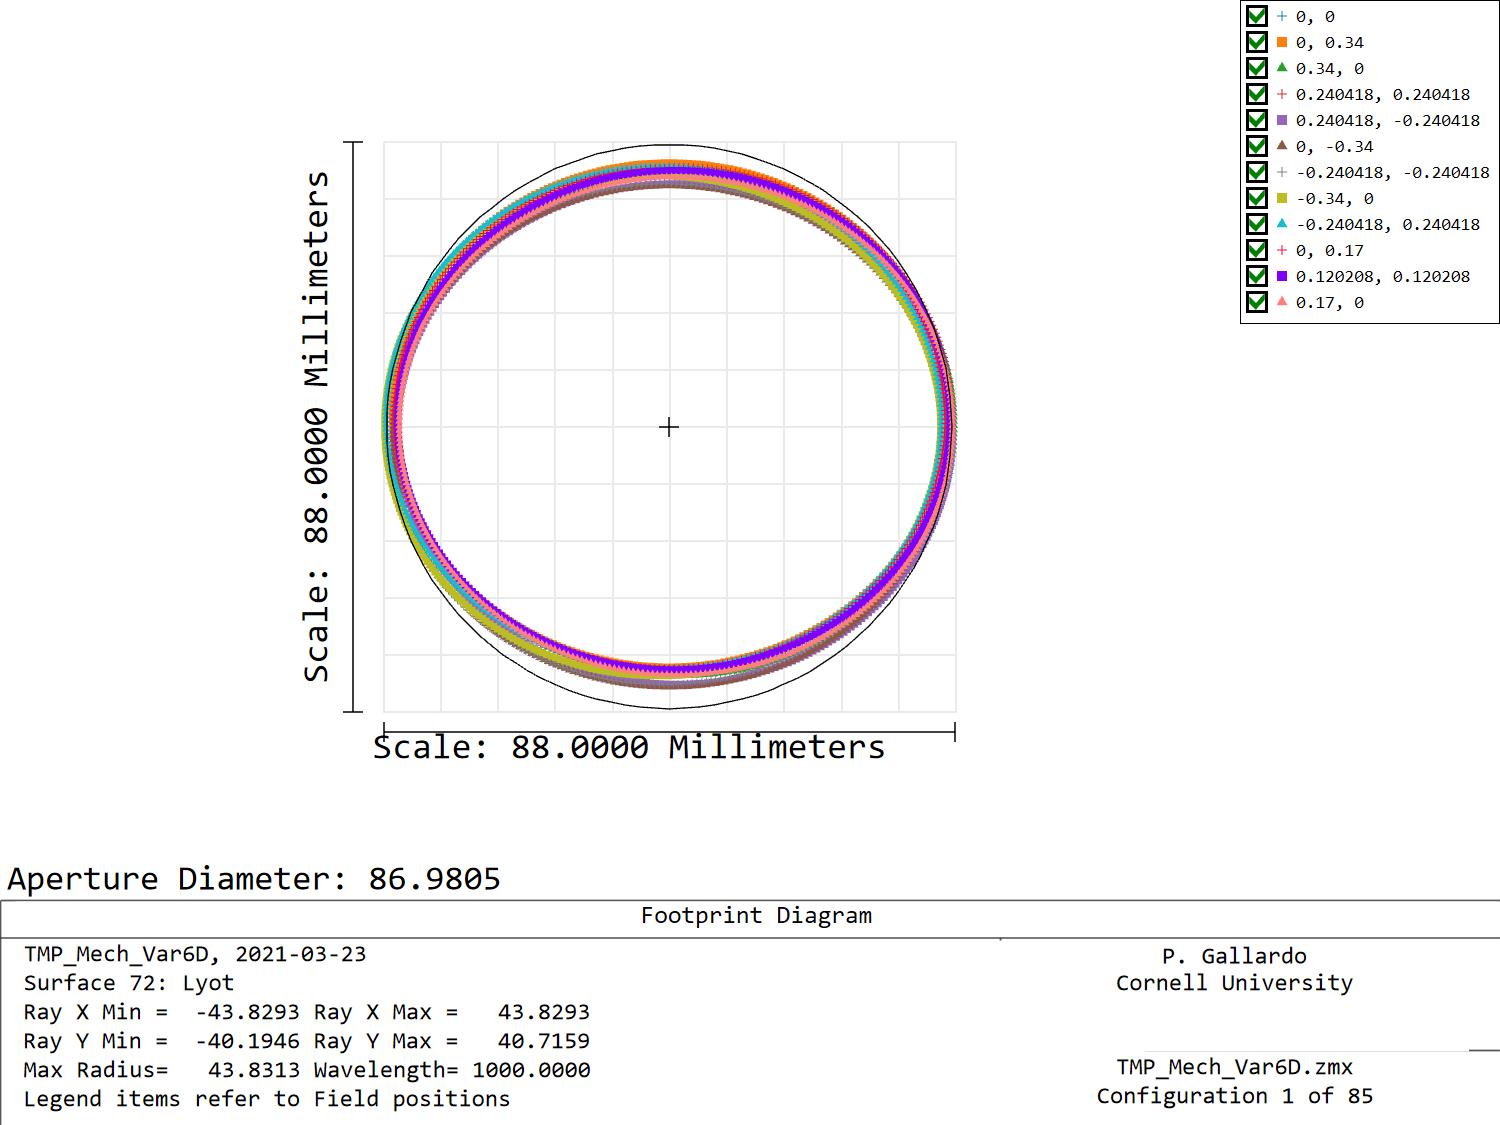 0, 0
0, 0.34
0.34, 0
0.240418, 0.240418
0.240418, -0.240418
0, -0.34
-0.240418, -0.240418
-0.34, 0
-0.240418, 0.240418
0, 0.17
0.120208, 0.120208
0.17, 0
Scale: 88.0000 Millimeters
Scale: 88.0000 Millimeters
Aperture Diameter: 86.9805
Footprint Diagram
TMP_Mech_Var6D, 2021-03-23
Surface 72: Lyot
Ray X Min = -43.8293 Ray X Max = 43.8293
Ray Y Min = -40.1946 Ray Y Max = 40.7159
Max Radius= 43.8313 Wavelength= 1000.0000
Legend items refer to Field positions
P. Gallardo
Cornell University
TMP_Mech_Var6D.zmx
Configuration 1 of 85